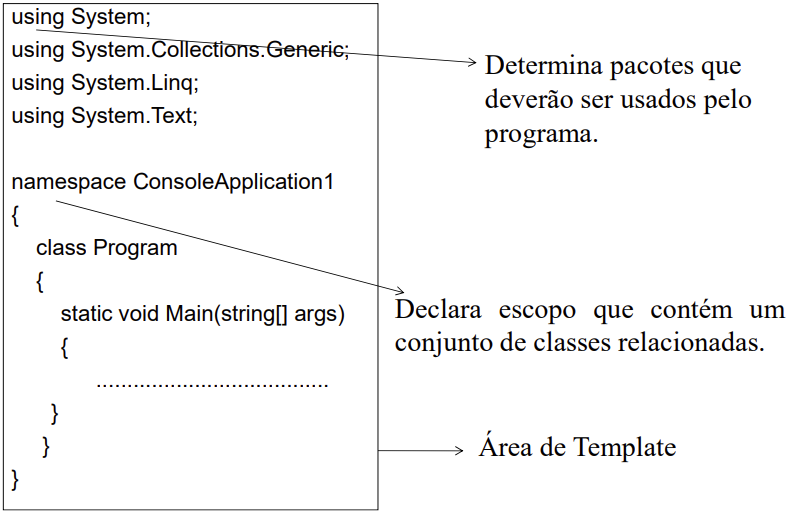 using System;
using System.Collections.Generic;
using System.Linq;
using System.Text;
namespace ConsoleApplication1
{
class Program
{
static void Main(string[] args)
{
......................................
}
}
}
Determina pacotes que
deverão ser usados pelo
programa.
Declara escopo que contém um
conjunto de classes relacionadas.
Área de Template